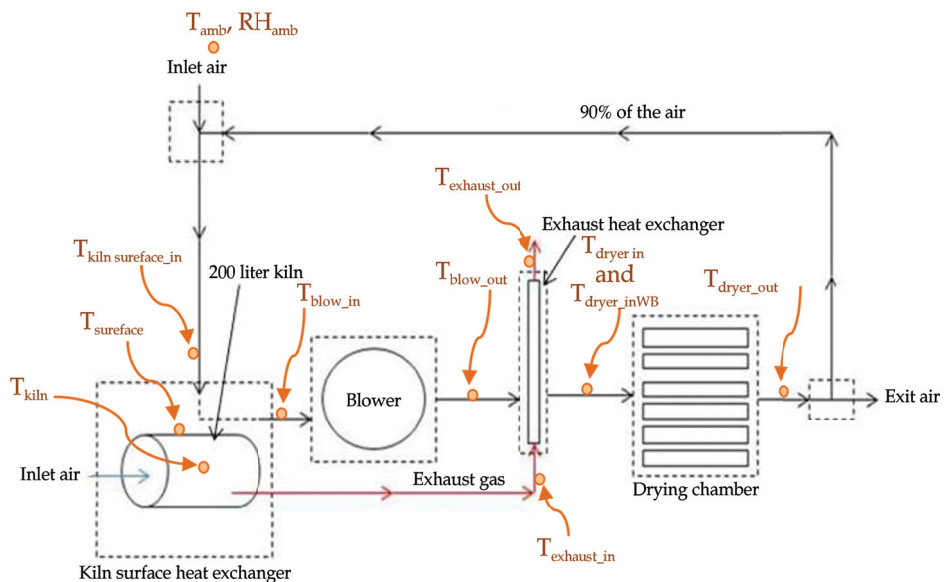 T_amb, RH_amb
Inlet air
90% of the air
T_exhaust_out
Exhaust heat exchanger
T_kiln sureface_in
200 liter kiln
T_blow_in
T_blow_out
T_dryer in
and
T_dryer_inWB
T_dryer_out
T_sureface
T_kiln
Blower
Exit air
Inlet air
Exhaust gas
Drying chamber
T_exhaust_in
Kiln surface heat exchanger